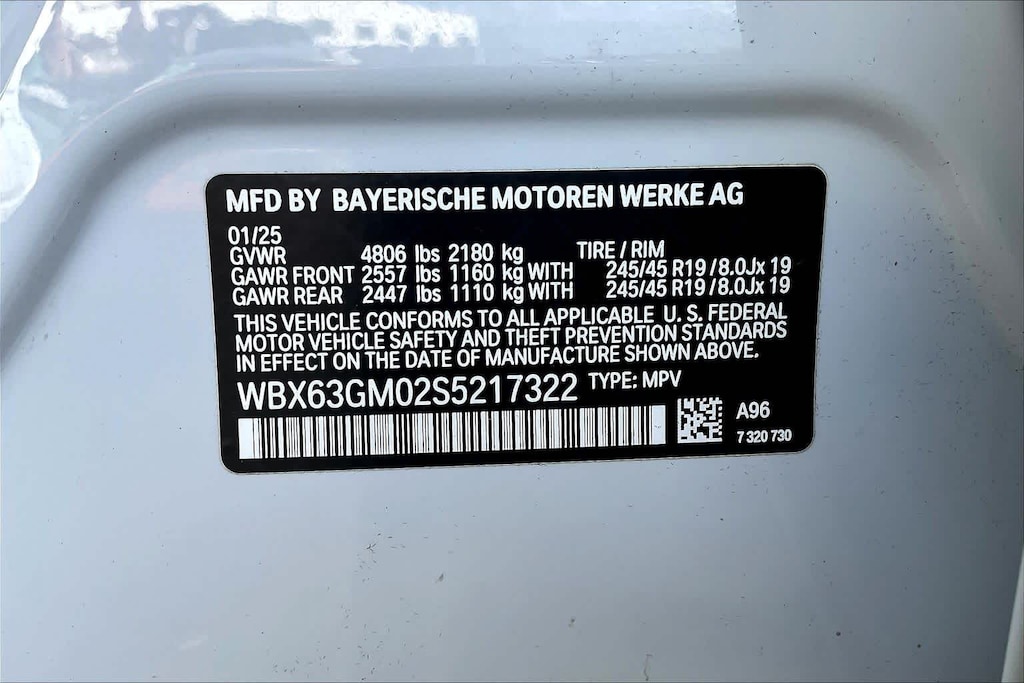 MFD BY BAYERISCHE MOTOREN WERKE AG
01/25
GVWR 4806 lbs 2180 kg TIRE / RIM
GAWR FRONT 2557 lbs 1160 kg WITH 245/45 R19 / 8.0Jx 19
GAWR REAR 2447 lbs 1110 kg WITH 245/45 R19 / 8.0Jx 19
THIS VEHICLE CONFORMS TO ALL APPLICABLE U. S. FEDERAL
MOTOR VEHICLE SAFETY AND THEFT PREVENTION STANDARDS
IN EFFECT ON THE DATE OF MANUFACTURE SHOWN ABOVE.
WBX63GM02S5217322 TYPE: MPV
A96
7 320 730